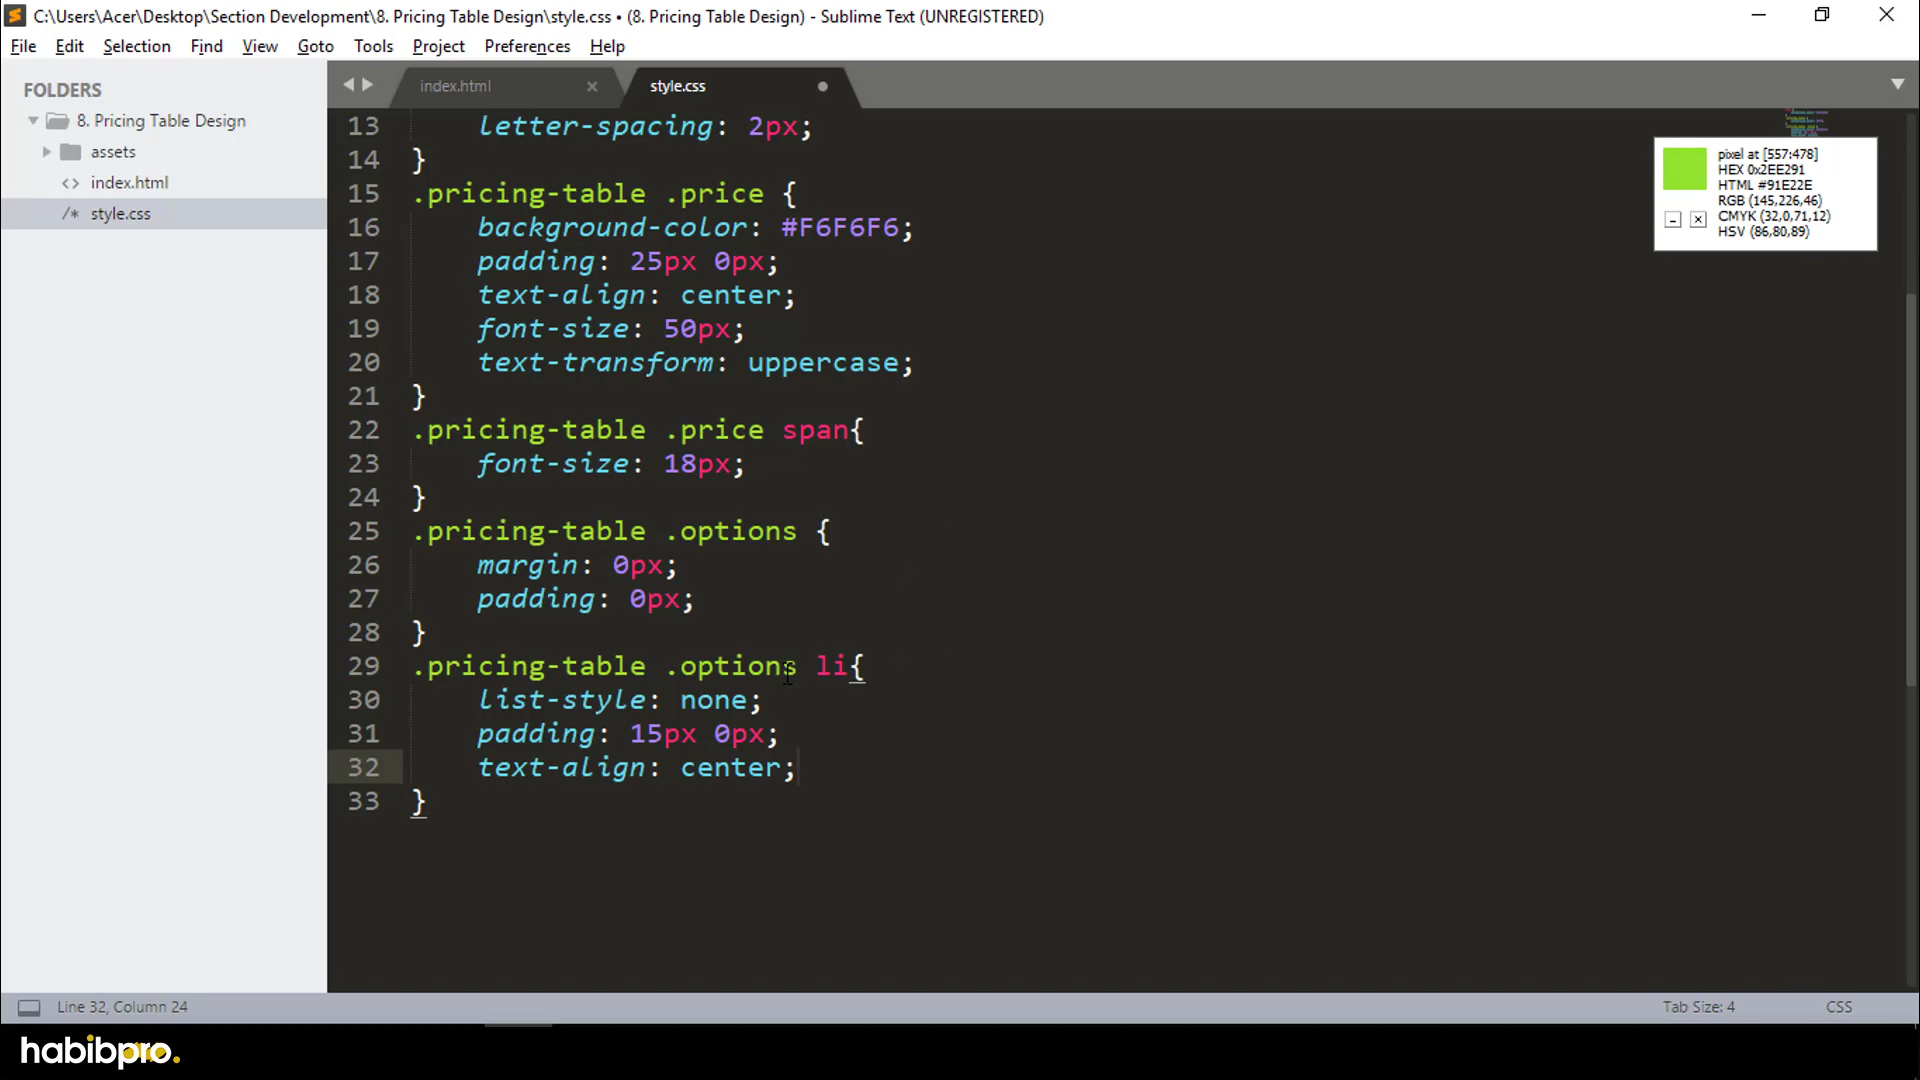 C:\Users\Acer\Desktop\Section Development\8. Pricing Table Design\style.css • (8. Pricing Table Design) - Sublime Text (UNREGISTERED)
File Edit Selection Find View Goto Tools Project Preferences Help
FOLDERS
8. Pricing Table Design
assets
<> index.html
/* style.css
index.html
style.css
13 letter-spacing: 2px;
14 }
15 .pricing-table .price {
16 background-color: #F6F6F6;
17 padding: 25px 0px;
18 text-align: center;
19 font-size: 50px;
20 text-transform: uppercase;
21 }
22 .pricing-table .price span{
23 font-size: 18px;
24 }
25 .pricing-table .options {
26 margin: 0px;
27 padding: 0px;
28 }
29 .pricing-table .options li{
30 list-style: none;
31 padding: 15px 0px;
32 text-align: center;
33 }
pixel at [557:478]
HEX 0x2EE291
HTML #91E22E
RGB (145,226,46)
CMYK (32,0,71,12)
HSV (86,80,89)
Line 32, Column 24
Tab Size: 4
CSS
habibpro.